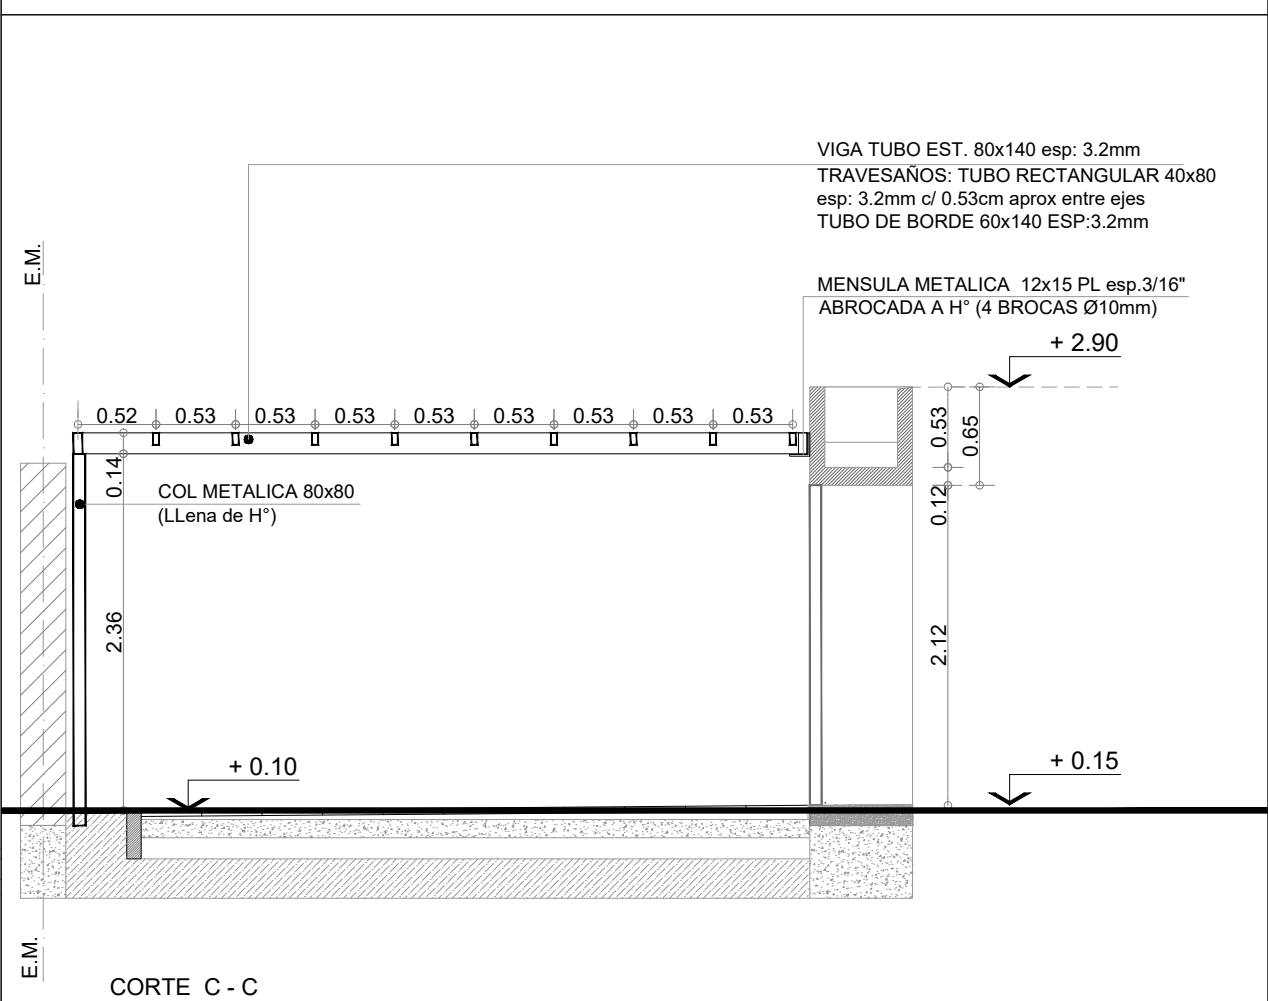 VIGA TUBO EST. 80x140 esp: 3.2mm
TRAVESAÑOS: TUBO RECTANGULAR 40x80
esp: 3.2mm c/ 0.53cm aprox entre ejes
TUBO DE BORDE 60x140 ESP:3.2mm
E.M.
MENSULA METALICA 12x15 PL esp.3/16"
ABROCADA A H° (4 BROCAS Ø10mm)
+ 2.90
0.52 0.53 0.53 0.53 0.53 0.53 0.53 0.53 0.53
0.53
0.65
0.14
COL METALICA 80x80
(LLena de H°)
0.12
2.36
2.12
+ 0.10
+ 0.15
E.M.
CORTE C - C